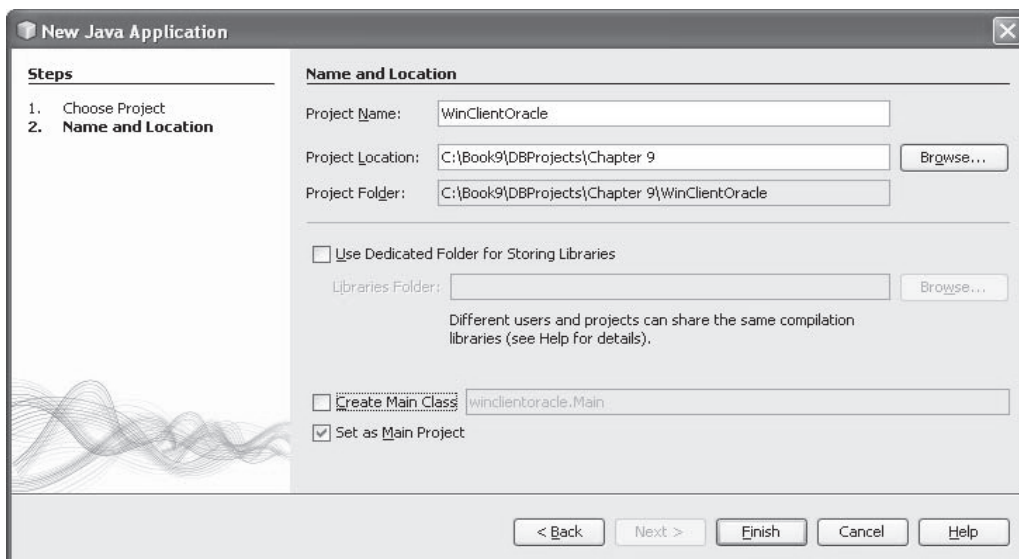 New Java Application
Steps
1. Choose Project
2. Name and Location
Name and Location
Project Name: WinClientOracle
Project Location: C:\Book9\DBProjects\Chapter 9 Browse...
Project Folder: C:\Book9\DBProjects\Chapter 9\WinClientOracle
Use Dedicated Folder for Storing Libraries
Libraries Folder: Browse...
Different users and projects can share the same compilation
libraries (see Help for details).
Create Main Class winclientoracle.Main
Set as Main Project
< Back Next > Finish Cancel Help